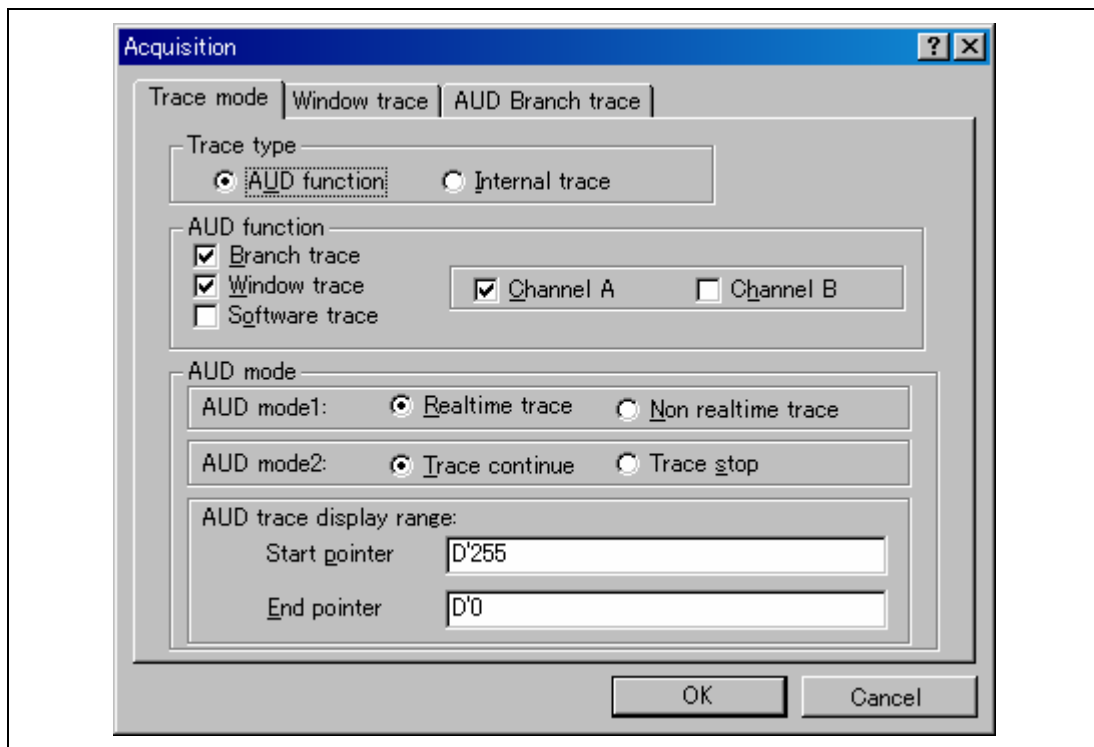 Acquisition
Trace mode Window trace AUD Branch trace
Trace type
AUD function Internal trace
AUD function
Branch trace
Window trace Channel A Channel B
Software trace
AUD mode
AUD mode1: Realtime trace Non realtime trace
AUD mode2: Trace continue Trace stop
AUD trace display range:
Start pointer D'255
End pointer D'0
OK Cancel